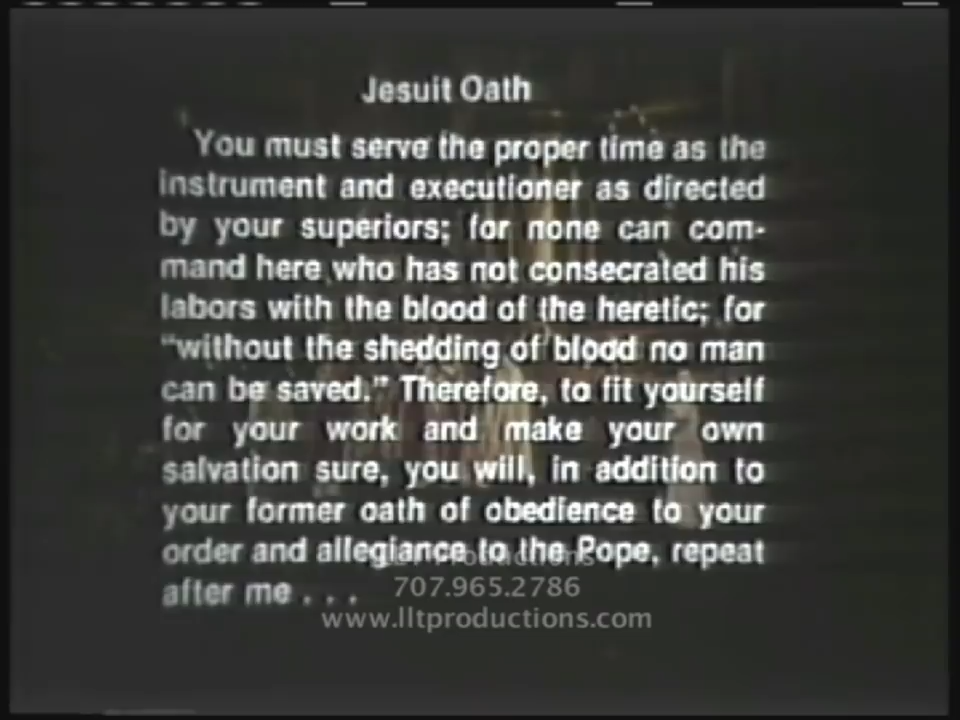 Jesuit Oath
You must serve the proper time as the
instrument and executioner as directed
by your superiors; for none can com-
mand here who has not consecrated his
labors with the blood of the heretic; for
"without the shedding of blood no man
can be saved." Therefore, to fit yourself
for your work and make your own
salvation sure, you will, in addition to
your former oath of obedience to your
order and allegiance to the Pope, repeat
after me . . .
Productions
707.965.2786
www.lltproductions.com